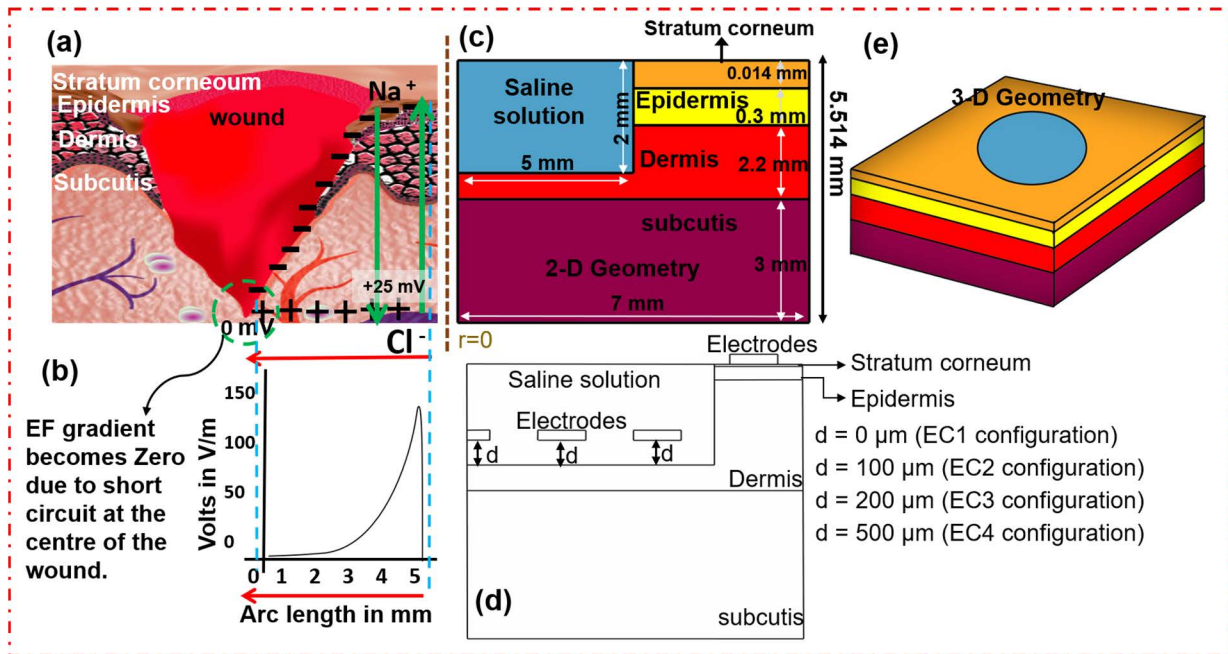 (a)
Stratum corneoum
Epidermis
Dermis
Subcutis
wound
Na+
+25 mV
0 mV
Cl-
(b)
EF gradient
becomes Zero
due to short
circuit at the
centre of the
wound.
Volts in V/m
150
100
50
0
0 1 2 3 4 5
Arc length in mm
(c)
Stratum corneum
0.014 mm
Saline
solution
2 mm
5 mm
Epidermis
0.3 mm
Dermis
2.2 mm
subcutis
2-D Geometry
3 mm
7 mm
5.514 mm
r=0
(d)
Electrodes
Saline solution
Electrodes
d
d
d
Dermis
subcutis
Stratum corneum
Epidermis
d = 0 μm (EC1 configuration)
d = 100 μm (EC2 configuration)
d = 200 μm (EC3 configuration)
d = 500 μm (EC4 configuration)
(e)
3-D Geometry